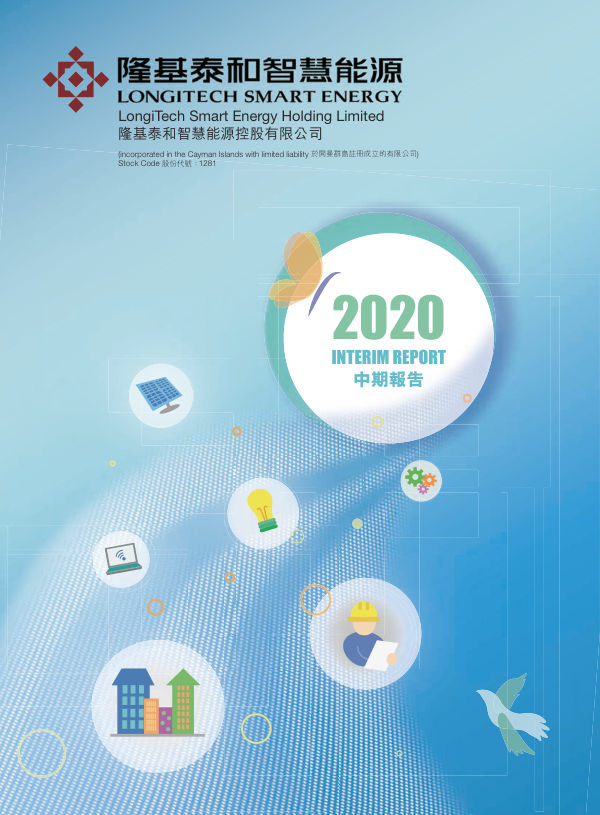 隆基泰和智慧能源
LONGITECH SMART ENERGY
LongiTech Smart Energy Holding Limited
隆基泰和智慧能源控股有限公司
(incorporated in the Cayman Islands with limited liability 於開曼群島註冊成立的有限公司)
Stock Code 股份代號：1281
2020
INTERIM REPORT
中期報告